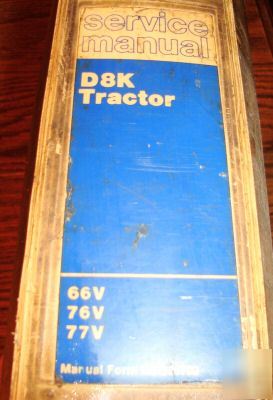 service
manual
D8K
Tractor
66V
76V
77V
Manual Form